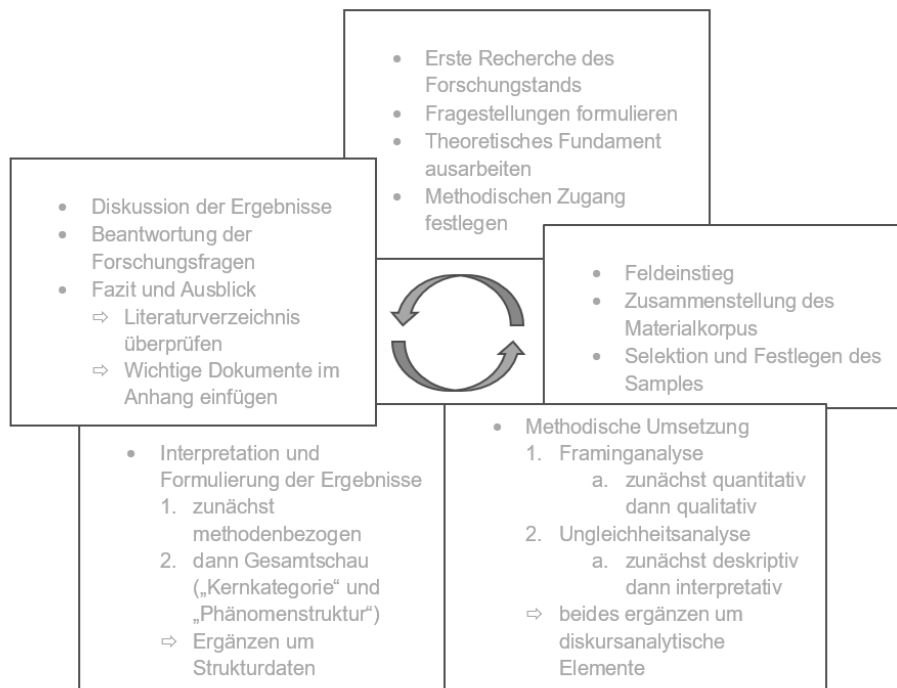 • Erste Recherche des
Forschungstands
• Fragestellungen formulieren
• Theoretisches Fundament
ausarbeiten
• Methodischen Zugang
festlegen
• Feldeinstieg
• Zusammenstellung des
Materialkorpus
• Selektion und Festlegen des
Samples
• Methodische Umsetzung
1. Framinganalyse
a. zunächst quantitativ
dann qualitativ
2. Ungleichheitsanalyse
a. zunächst deskriptiv
dann interpretativ
⇨ beides ergänzen um
diskursanalytische
Elemente
• Interpretation und
Formulierung der Ergebnisse
1. zunächst
methodenbezogen
2. dann Gesamtschau
(„Kernkategorie“ und
„Phänomenstruktur“)
⇨ Ergänzen um
Strukturdaten
• Diskussion der Ergebnisse
• Beantwortung der
Forschungsfragen
• Fazit und Ausblick
⇨ Literaturverzeichnis
überprüfen
⇨ Wichtige Dokumente im
Anhang einfügen